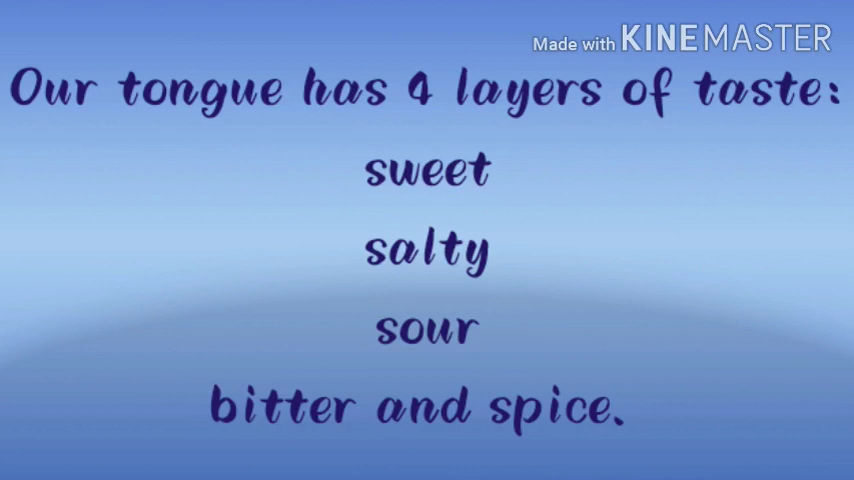 Made with KINEMASTER
Our tongue has 4 layers of taste:
sweet
salty
sour
bitter and spice.